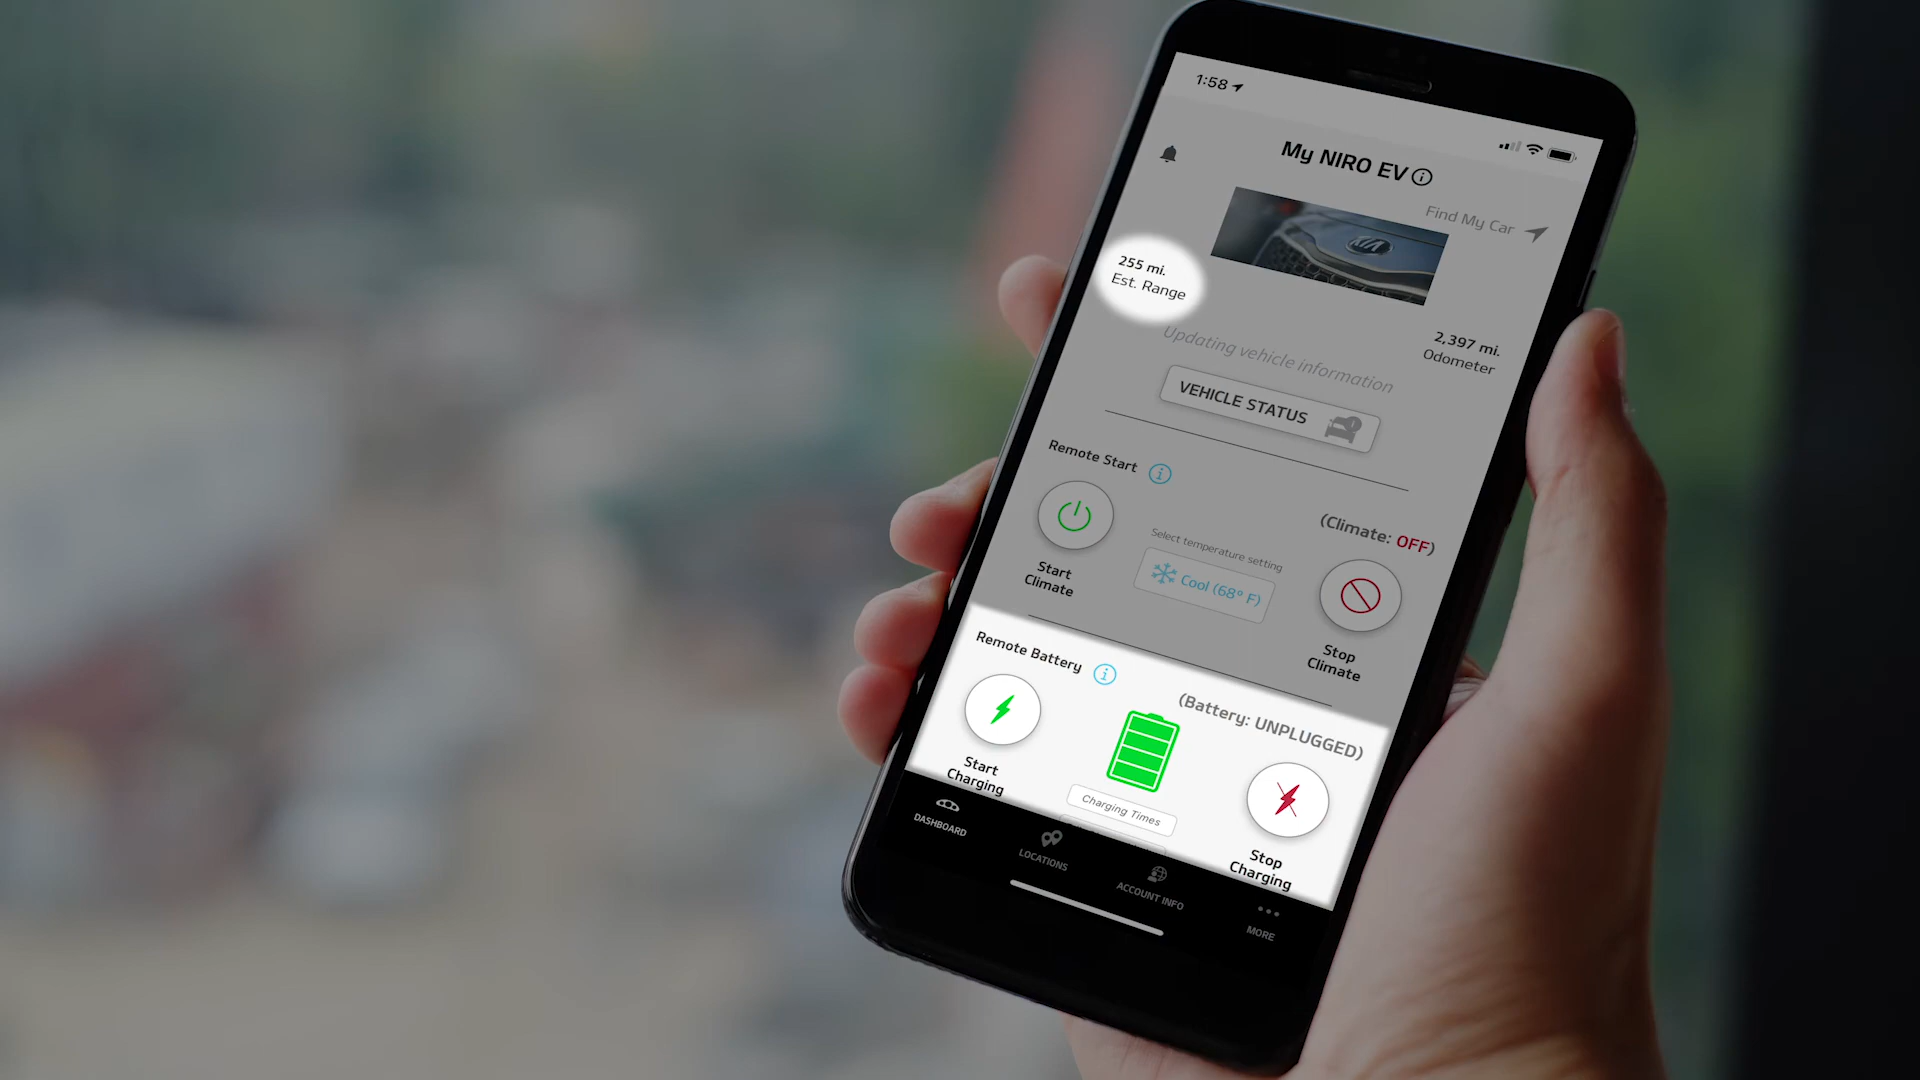 1:58
My NIRO EV
Find My Car
KIA
255 mi.
Est. Range
2,397 mi.
Odometer
Updating vehicle information
VEHICLE STATUS
Remote Start
(Climate: OFF)
Start
Climate
Select temperature setting
Cool (68° F)
Stop
Climate
Remote Battery
(Battery: UNPLUGGED)
Start
Charging
Charging Times
Stop
Charging
DASHBOARD
LOCATIONS
ACCOUNT INFO
MORE